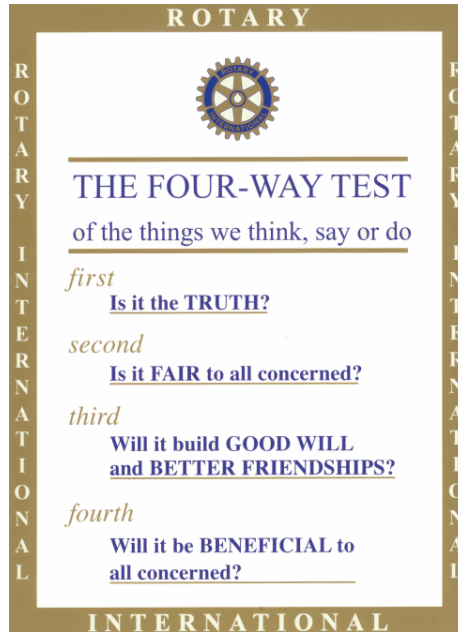 ROTARY
ROTARY INTERNATIONAL
ROTARY INTERNATIONAL
ROTARY
INTERNATIONAL
THE FOUR-WAY TEST
of the things we think, say or do
first
Is it the TRUTH?
second
Is it FAIR to all concerned?
third
Will it build GOOD WILL
and BETTER FRIENDSHIPS?
fourth
Will it be BENEFICIAL to
all concerned?
INTERNATIONAL